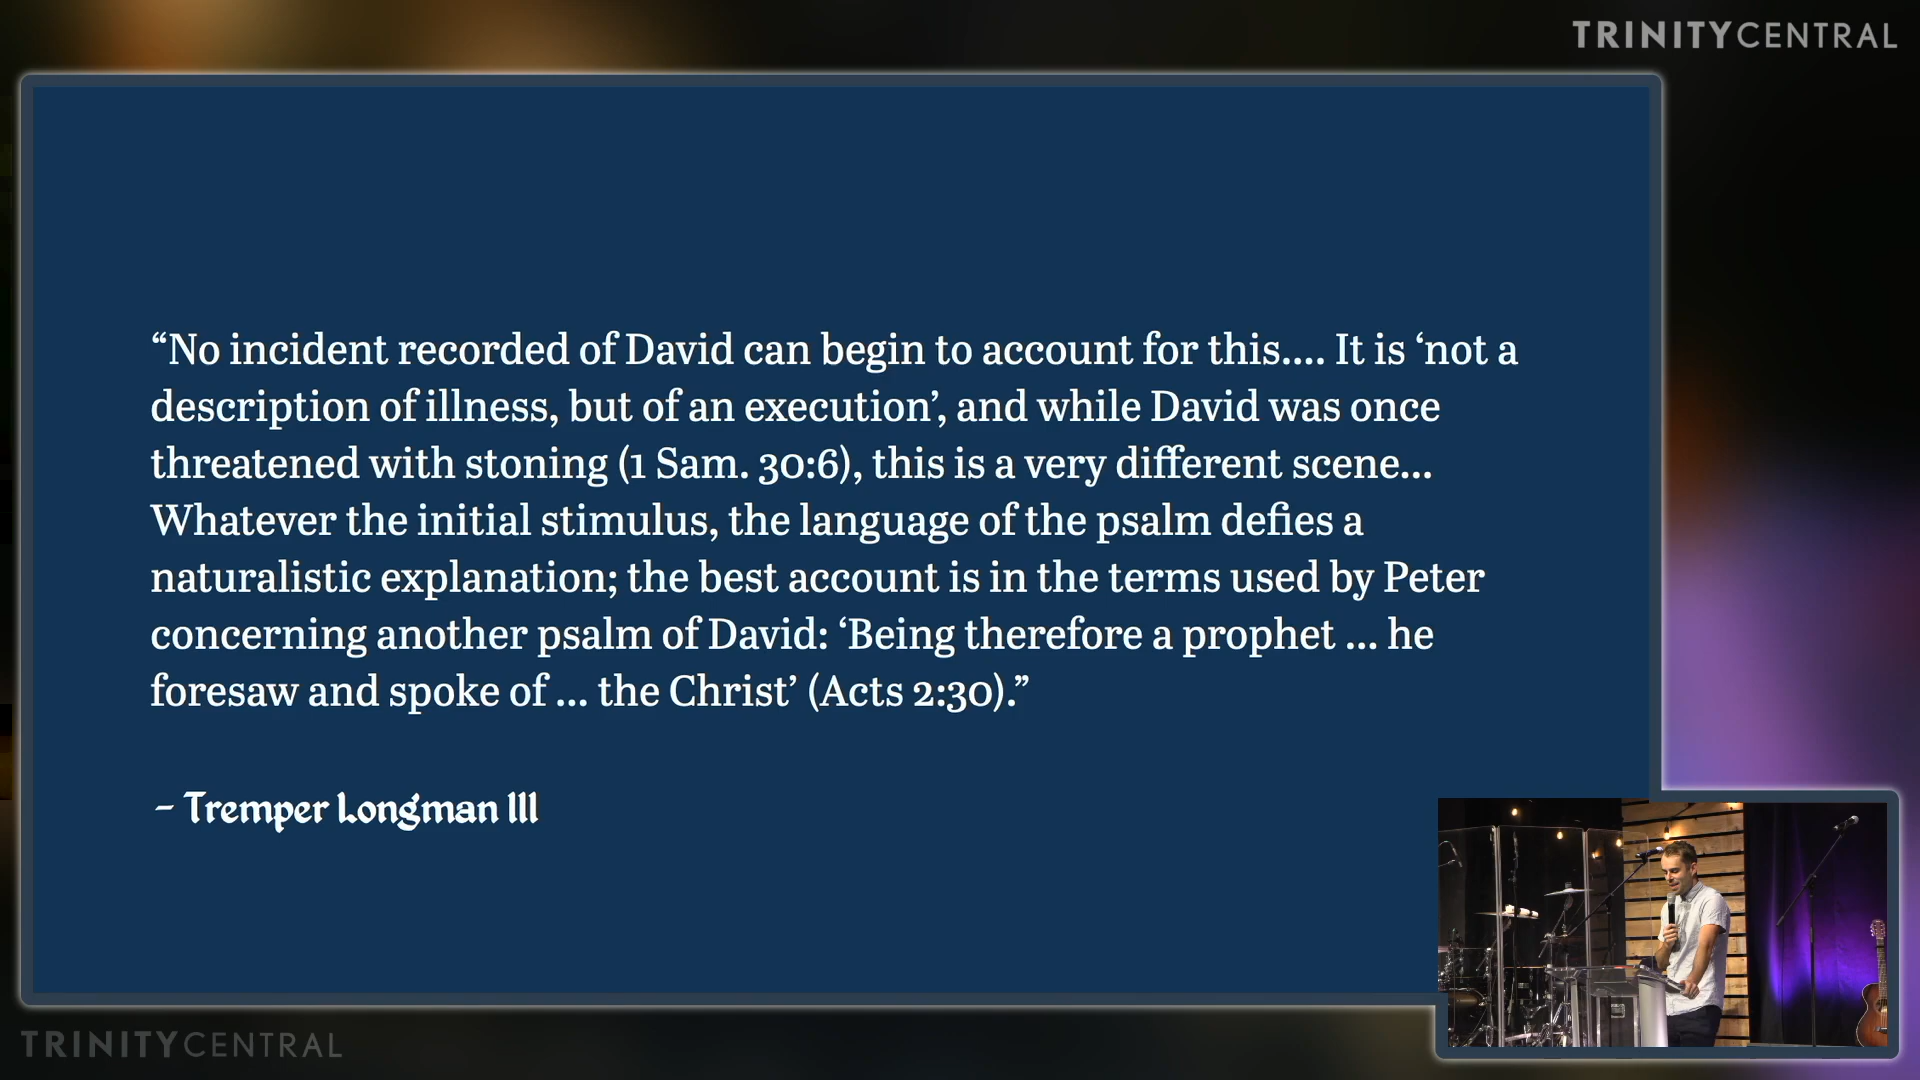 TRINITYCENTRAL
“No incident recorded of David can begin to account for this.... It is ‘not a
description of illness, but of an execution’, and while David was once
threatened with stoning (1 Sam. 30:6), this is a very different scene...
Whatever the initial stimulus, the language of the psalm defies a
naturalistic explanation; the best account is in the terms used by Peter
concerning another psalm of David: ‘Being therefore a prophet ... he
foresaw and spoke of ... the Christ’ (Acts 2:30).”
– Tremper Longman III
TRINITYCENTRAL